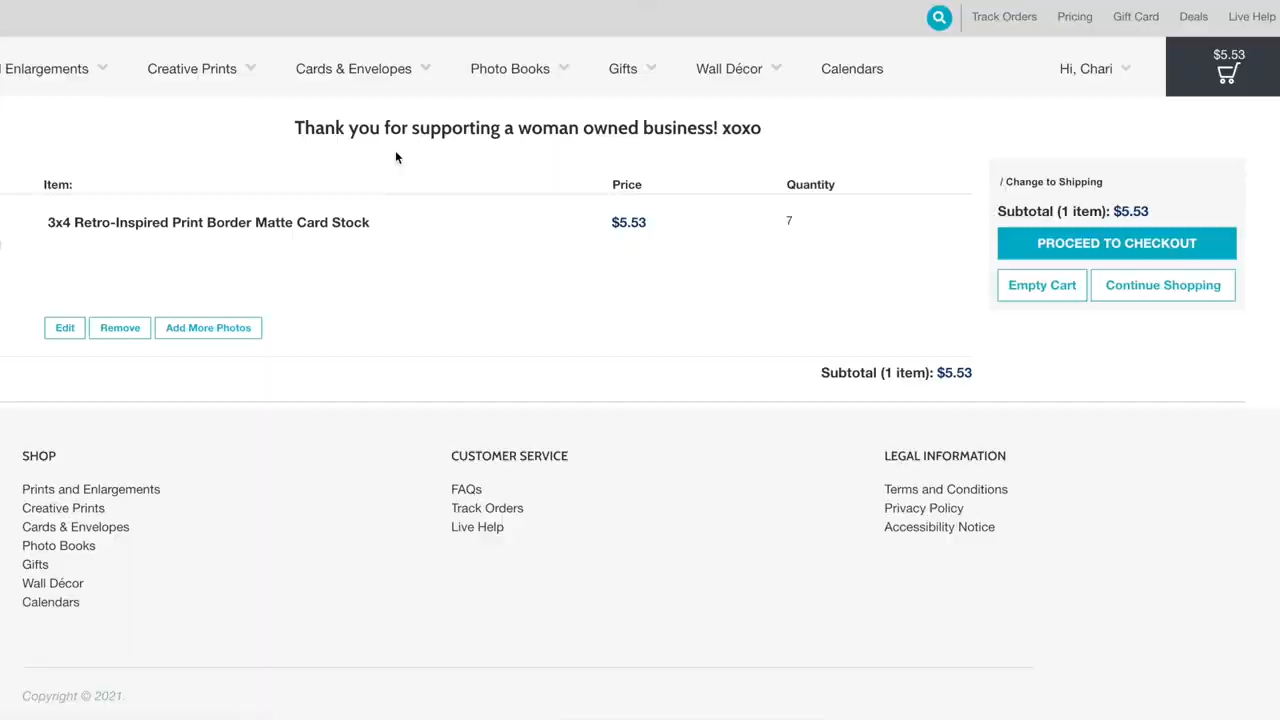 Track Orders Pricing Gift Card Deals Live Help
Enlargements Creative Prints Cards & Envelopes Photo Books Gifts Wall Décor Calendars Hi, Chari $5.53
Thank you for supporting a woman owned business! xoxo
Item: Price Quantity
/ Change to Shipping
3x4 Retro-Inspired Print Border Matte Card Stock $5.53 7
Subtotal (1 item): $5.53
PROCEED TO CHECKOUT
Empty Cart Continue Shopping
Edit Remove Add More Photos
Subtotal (1 item): $5.53
SHOP
Prints and Enlargements
Creative Prints
Cards & Envelopes
Photo Books
Gifts
Wall Décor
Calendars
CUSTOMER SERVICE
FAQs
Track Orders
Live Help
LEGAL INFORMATION
Terms and Conditions
Privacy Policy
Accessibility Notice
Copyright © 2021.